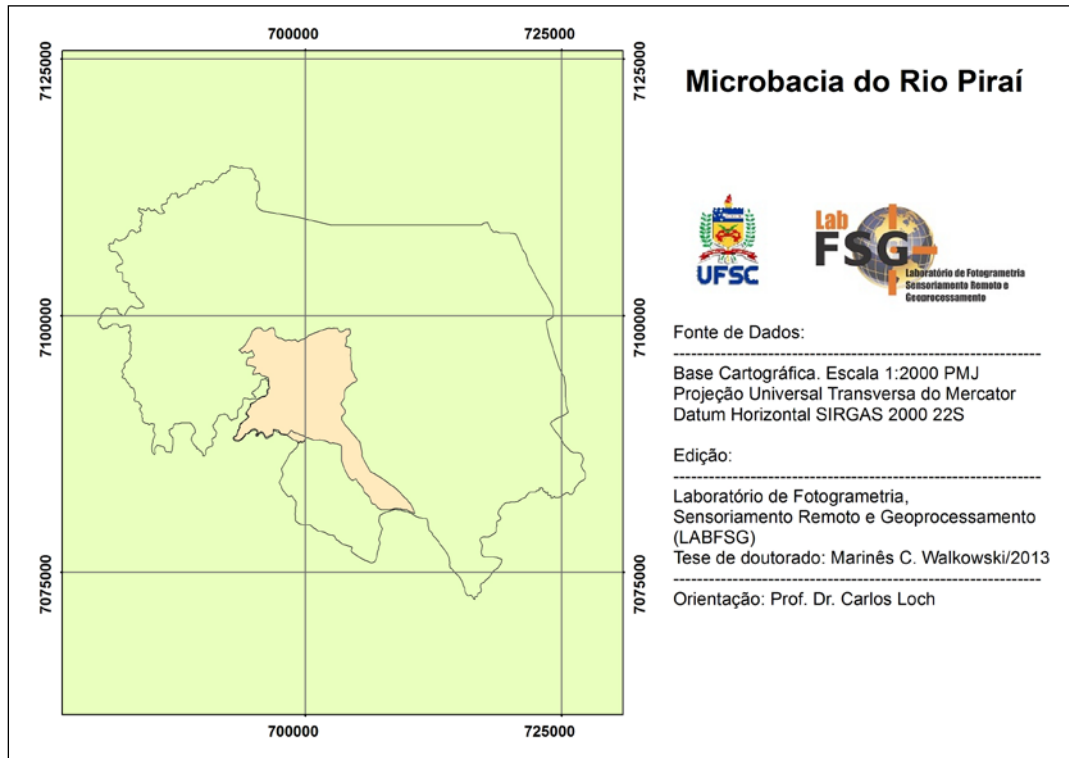 700000
725000
7125000
7125000
7100000
7100000
7075000
7075000
700000
725000
Microbacia do Rio Piraí
UFSC
Lab
FSG
Laboratório de Fotogrametria
Sensoriamento Remoto e
Geoprocessamento
Fonte de Dados:
Base Cartográfica. Escala 1:2000 PMJ
Projeção Universal Transversa do Mercator
Datum Horizontal SIRGAS 2000 22S
Edição:
Laboratório de Fotogrametria,
Sensoriamento Remoto e Geoprocessamento
(LABFSG)
Tese de doutorado: Marinês C. Walkowski/2013
Orientação: Prof. Dr. Carlos Loch